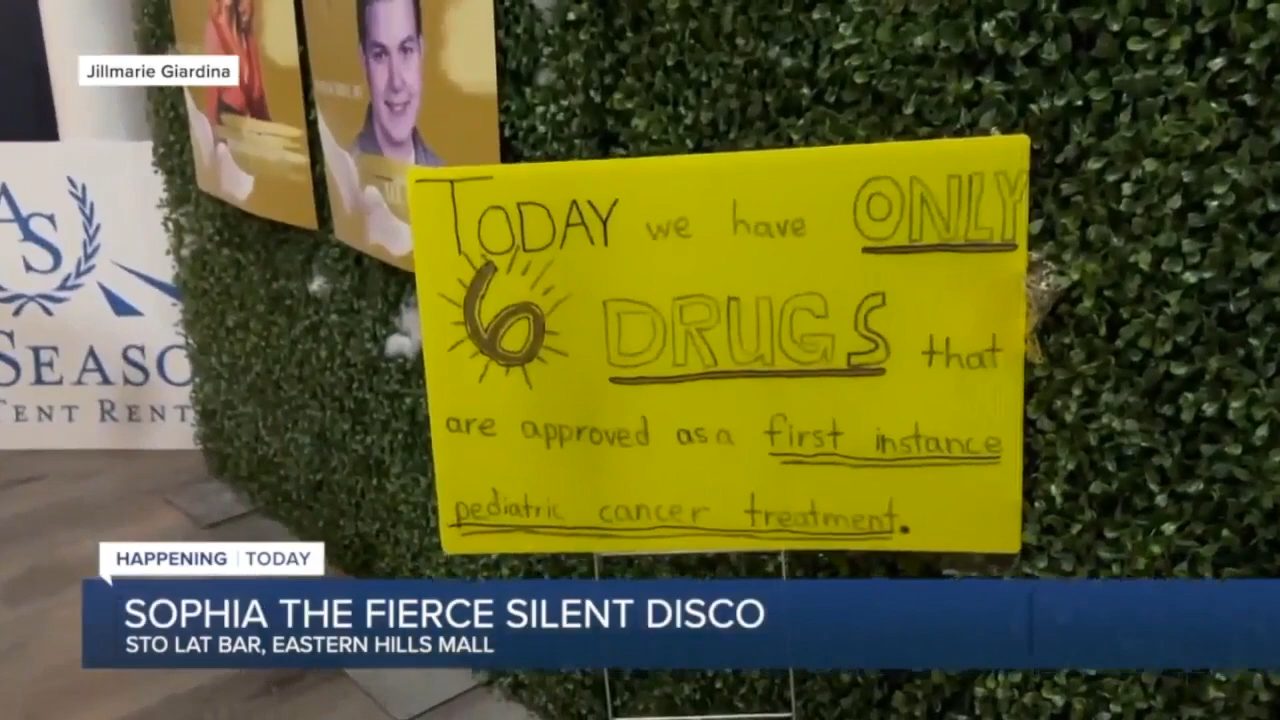 Jillmarie Giardina
AS
SEASO
TENT RENT
TODAY we have ONLY
6 DRUGS that
are approved as a first instance
pediatric cancer treatment.
HAPPENING | TODAY
SOPHIA THE FIERCE SILENT DISCO
STO LAT BAR, EASTERN HILLS MALL